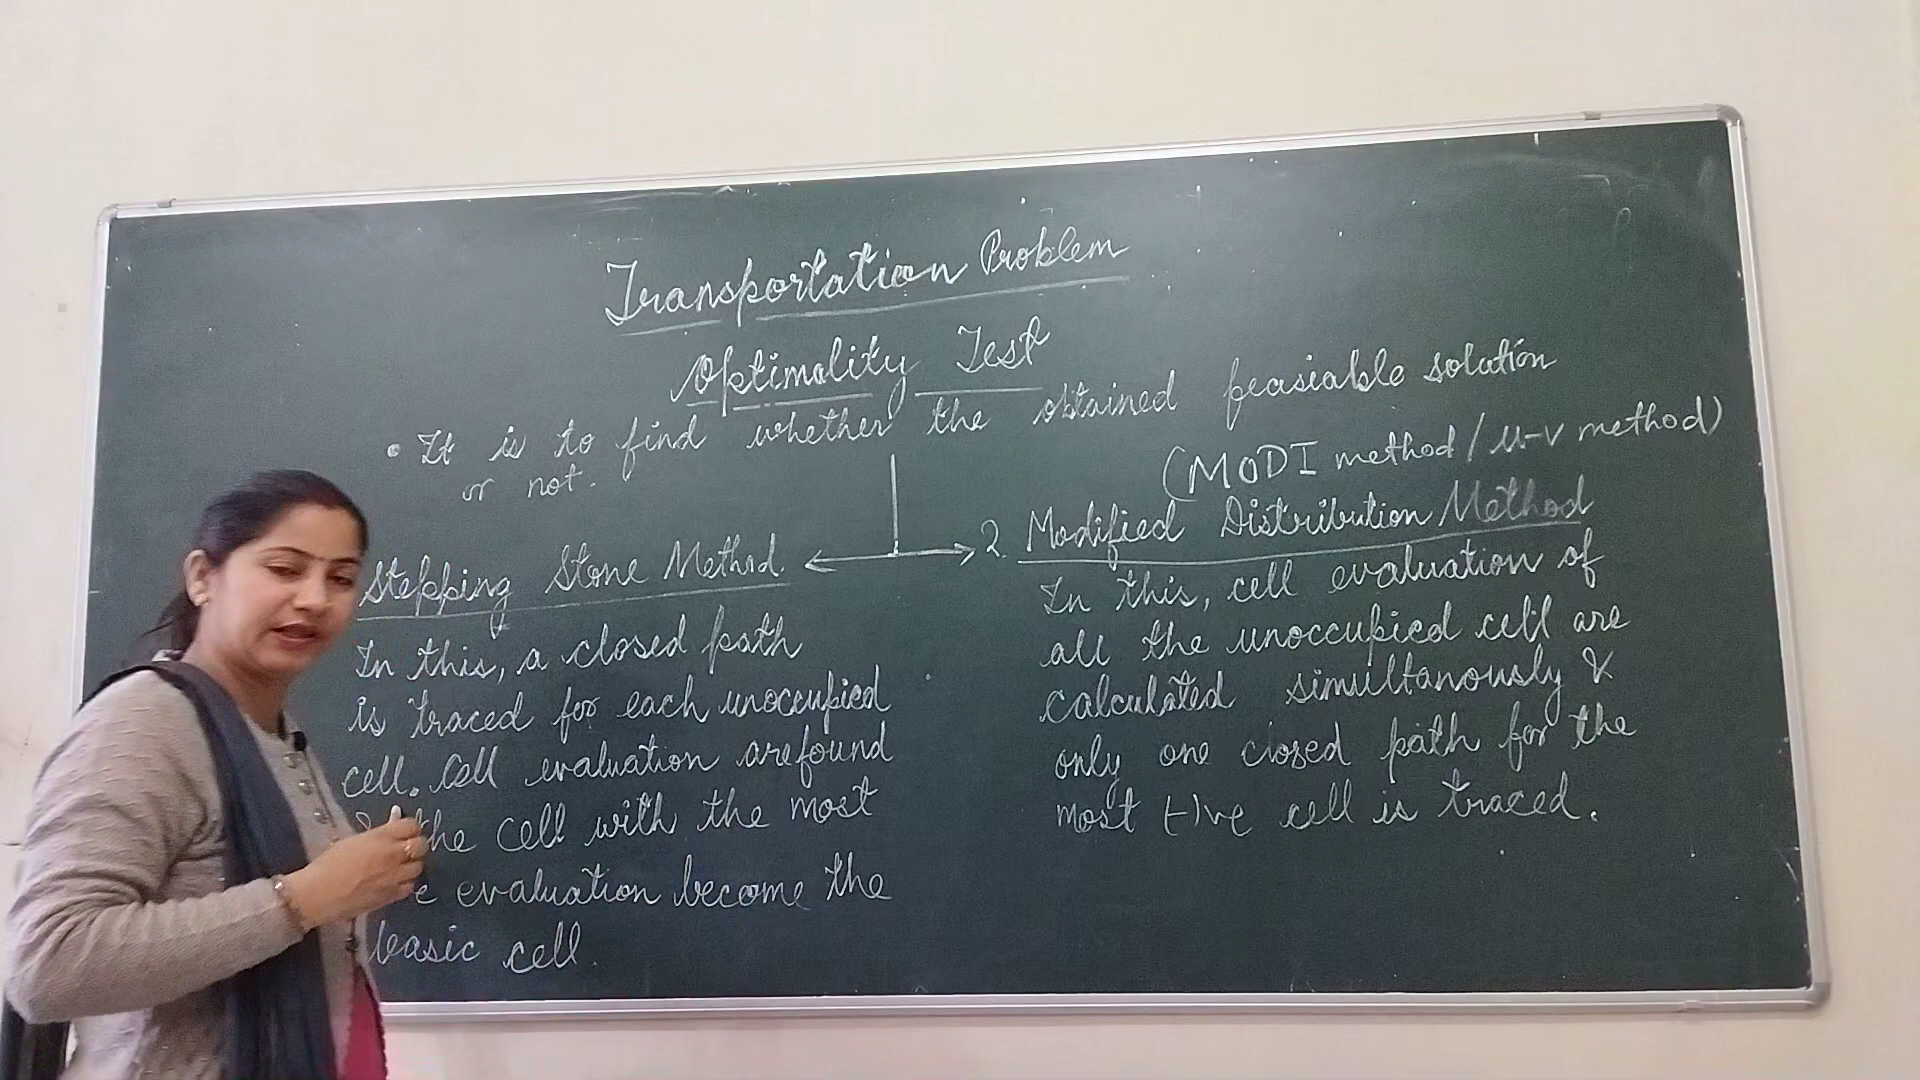 Transportation Problem
Optimality Test
• It is to find whether the obtained feasiable solution
or not.
(MODI method / u-v method)
Stepping Stone Method.
In this, a closed path
is traced for each unoccupied
cell. Cell evaluation are found
the cell with the most
evaluation become the
basic cell.
2. Modified Distribution Method
In this, cell evaluation of
all the unoccupied cell are
calculated simultanously &
only one closed path for the
most (-)ve cell is traced.